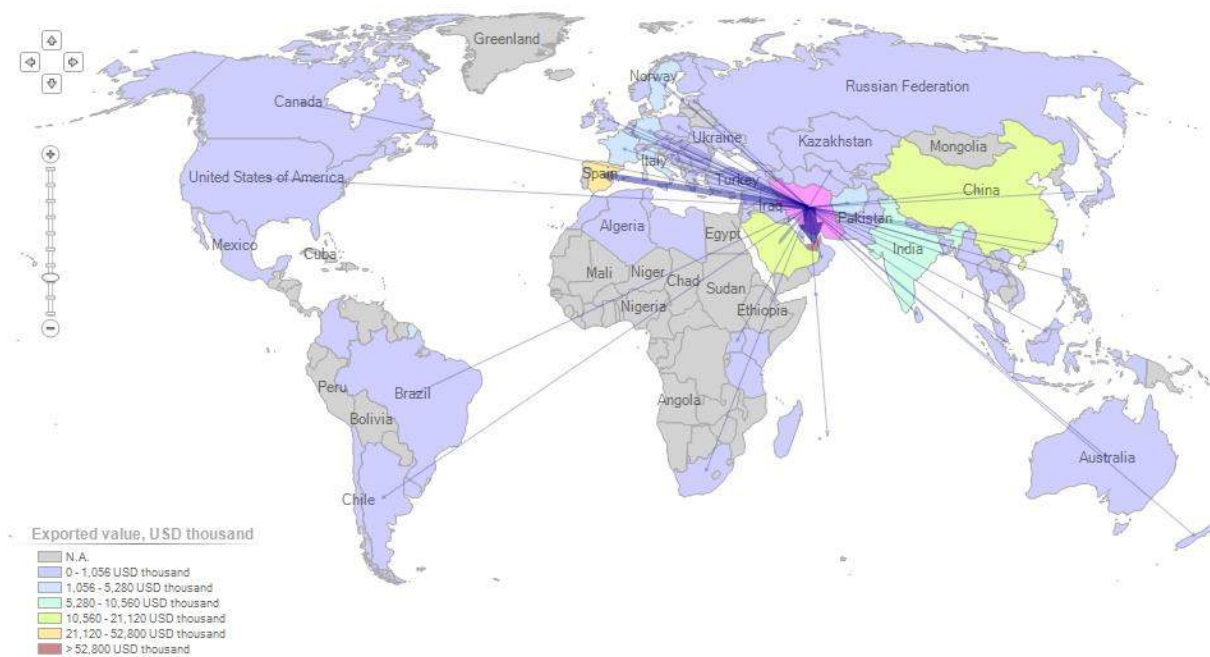 Greenland
Norway
Russian Federation
Canada
Ukraine
Kazakhstan
Mongolia
Italy
Spain
Turkey
China
United States of America
Iraq
Pakistan
Algeria
Egypt
India
Mexico
Cuba
Mali
Niger
Chad
Sudan
Nigeria
Ethiopia
Peru
Brazil
Angola
Bolivia
Australia
Chile
Exported value, USD thousand
N.A.
0 - 1,056 USD thousand
1,056 - 5,280 USD thousand
5,280 - 10,560 USD thousand
10,560 - 21,120 USD thousand
21,120 - 52,800 USD thousand
> 52,800 USD thousand